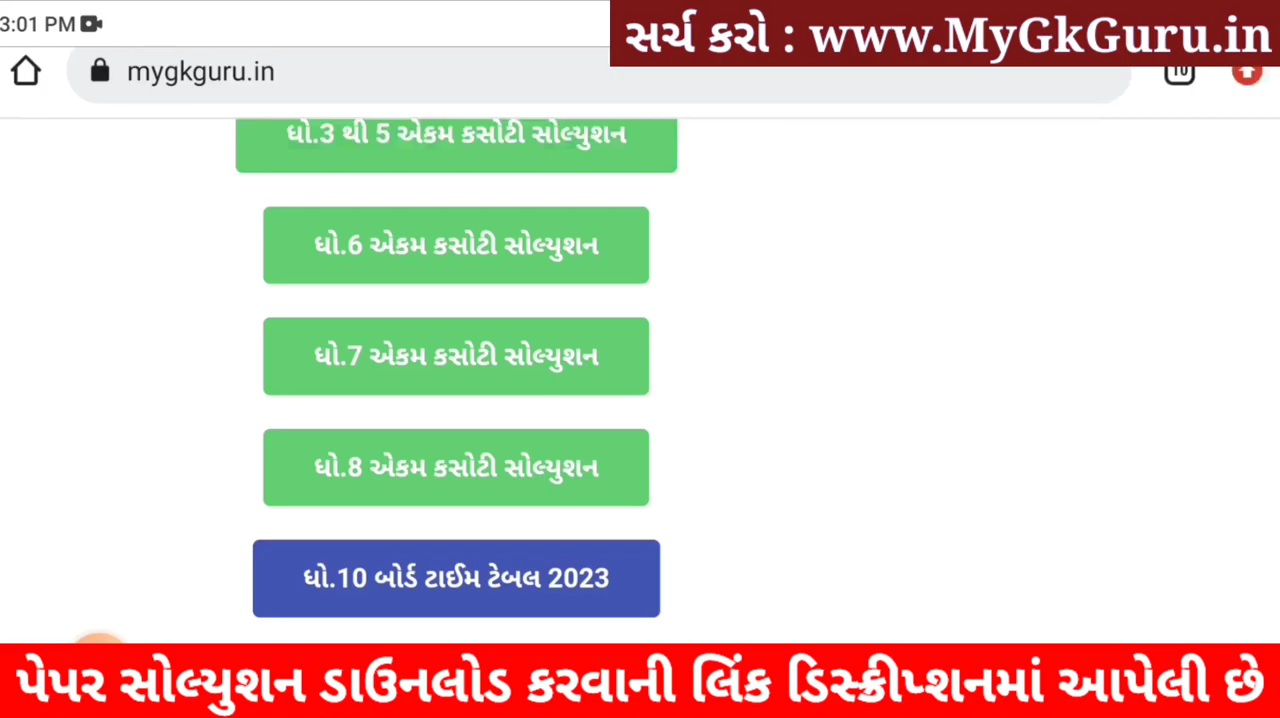 3:01 PM
સર્ચ કરો : www.MyGkGuru.in
mygkguru.in
10
ધો.3 થી 5 એકમ કસોટી સોલ્યુશન
ધો.6 એકમ કસોટી સોલ્યુશન
ધો.7 એકમ કસોટી સોલ્યુશન
ધો.8 એકમ કસોટી સોલ્યુશન
ધો.10 બોર્ડ ટાઈમ ટેબલ 2023
પેપર સોલ્યુશન ડાઉનલોડ કરવાની લિંક ડિસ્ક્રીપ્શનમાં આપેલી છે